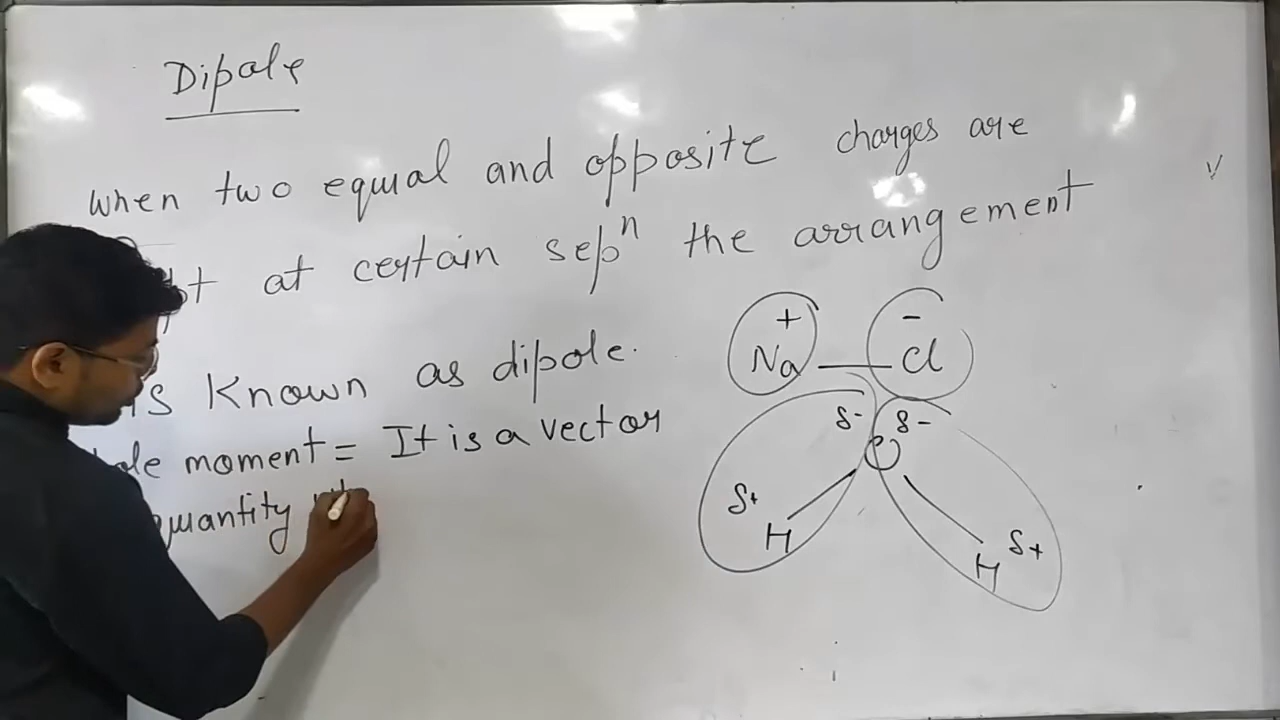 Dipole
When two equal and opposite charges are
at certain sepⁿ the arrangement
is known as dipole.
moment = It is a vector
quantity
+ -
Na — Cl
δ- δ-
O
δ+ H
H δ+